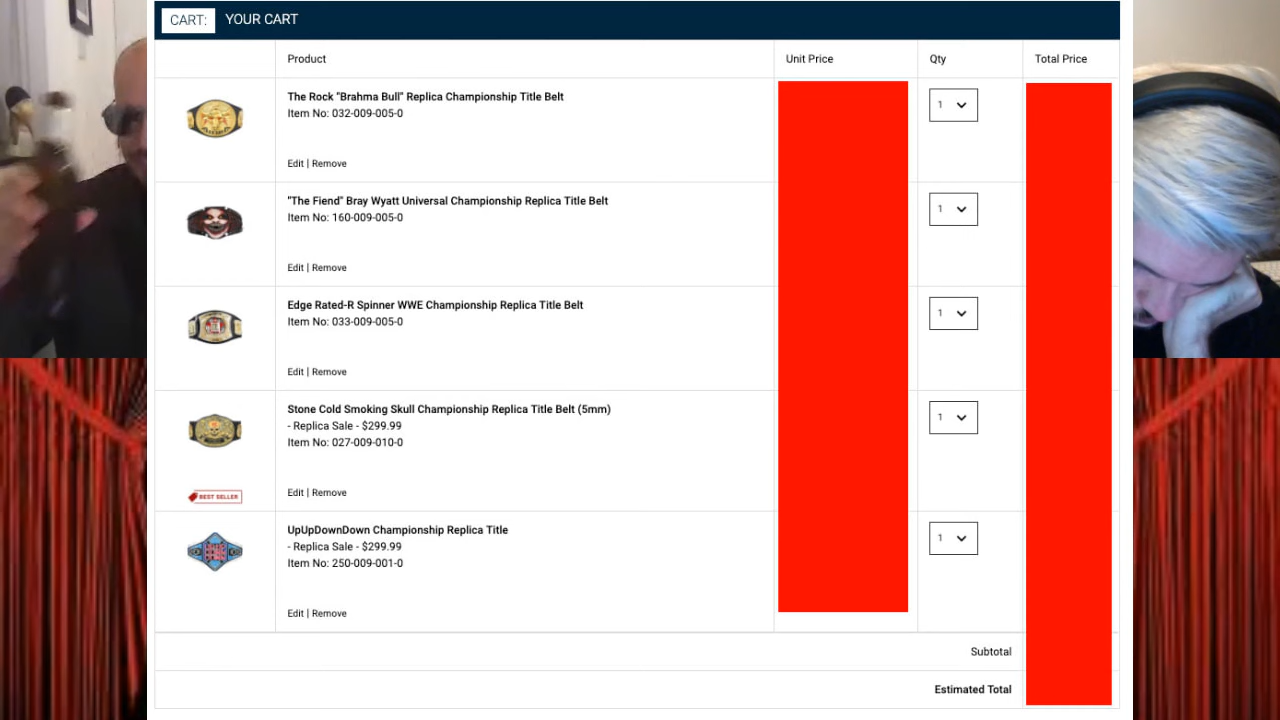 CART: YOUR CART
Product Unit Price Qty Total Price
The Rock "Brahma Bull" Replica Championship Title Belt
Item No: 032-009-005-0
1
Edit | Remove
"The Fiend" Bray Wyatt Universal Championship Replica Title Belt
Item No: 160-009-005-0
1
Edit | Remove
Edge Rated-R Spinner WWE Championship Replica Title Belt
Item No: 033-009-005-0
1
Edit | Remove
Stone Cold Smoking Skull Championship Replica Title Belt (5mm)
- Replica Sale - $299.99
Item No: 027-009-010-0
1
BEST SELLER
Edit | Remove
UpUpDownDown Championship Replica Title
- Replica Sale - $299.99
Item No: 250-009-001-0
1
Edit | Remove
Subtotal
Estimated Total